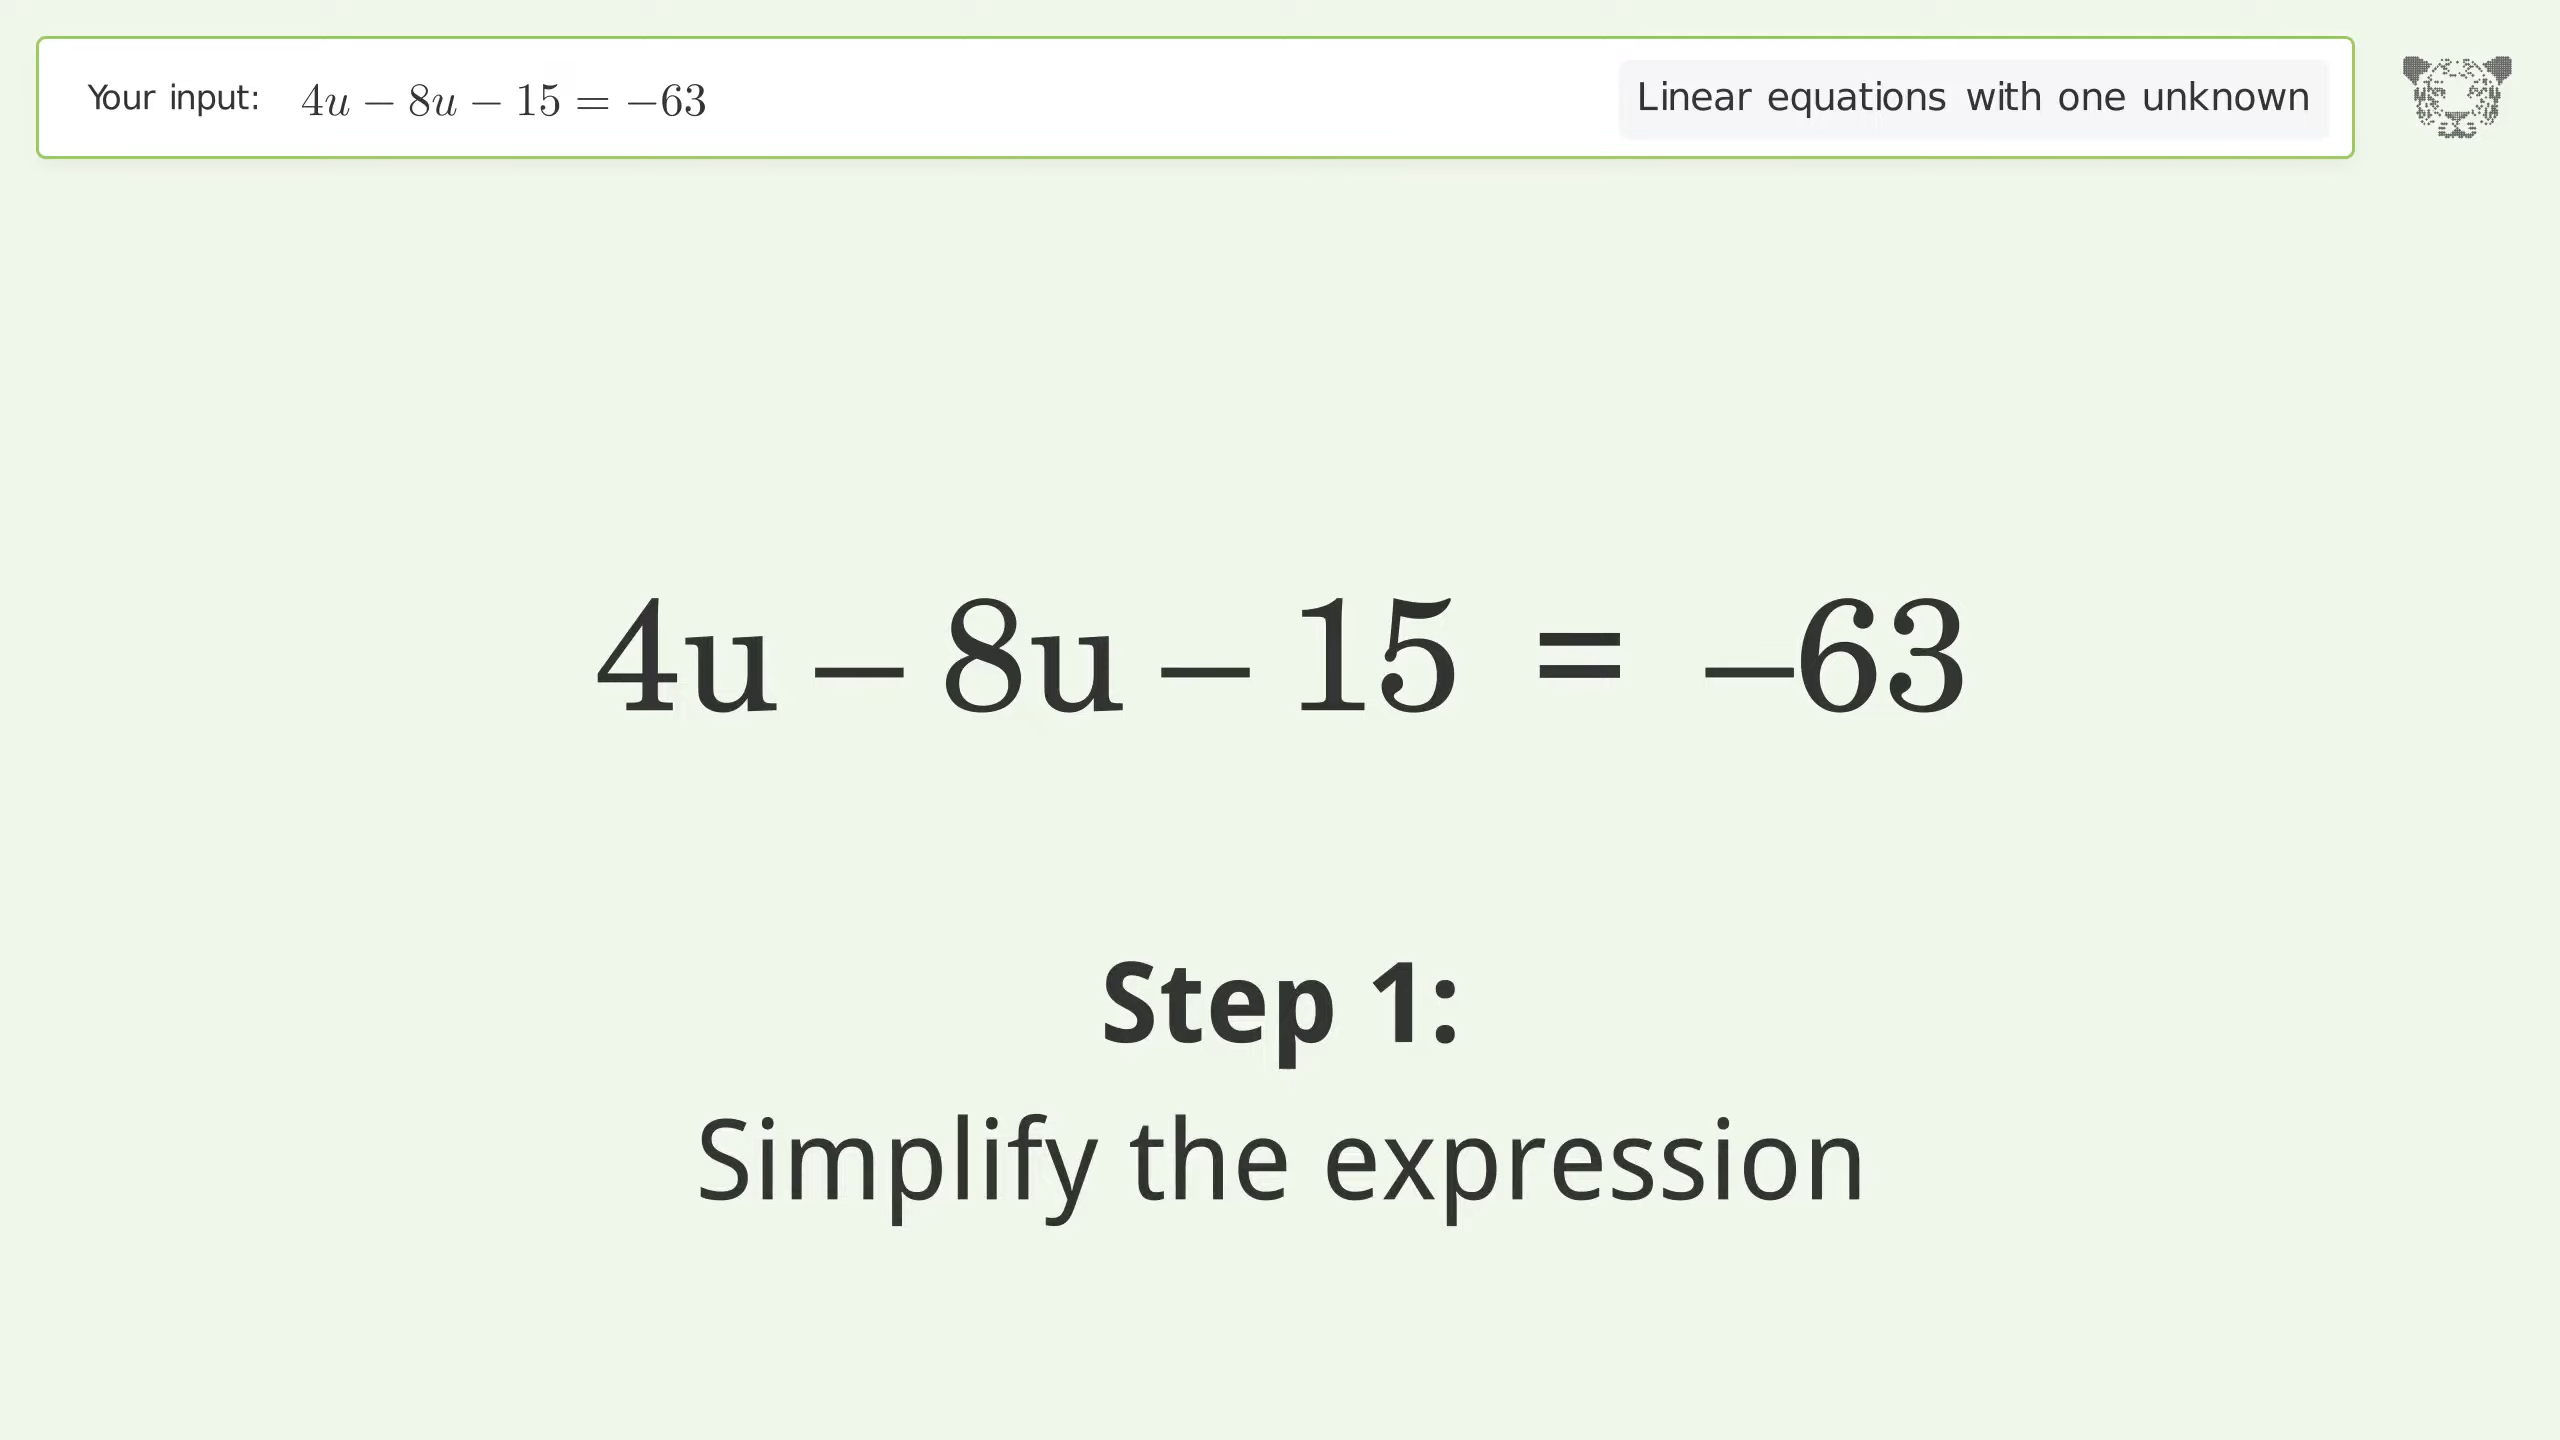 Your input: 4u − 8u − 15 = −63
Linear equations with one unknown
4u – 8u – 15 = –63
Step 1:
Simplify the expression